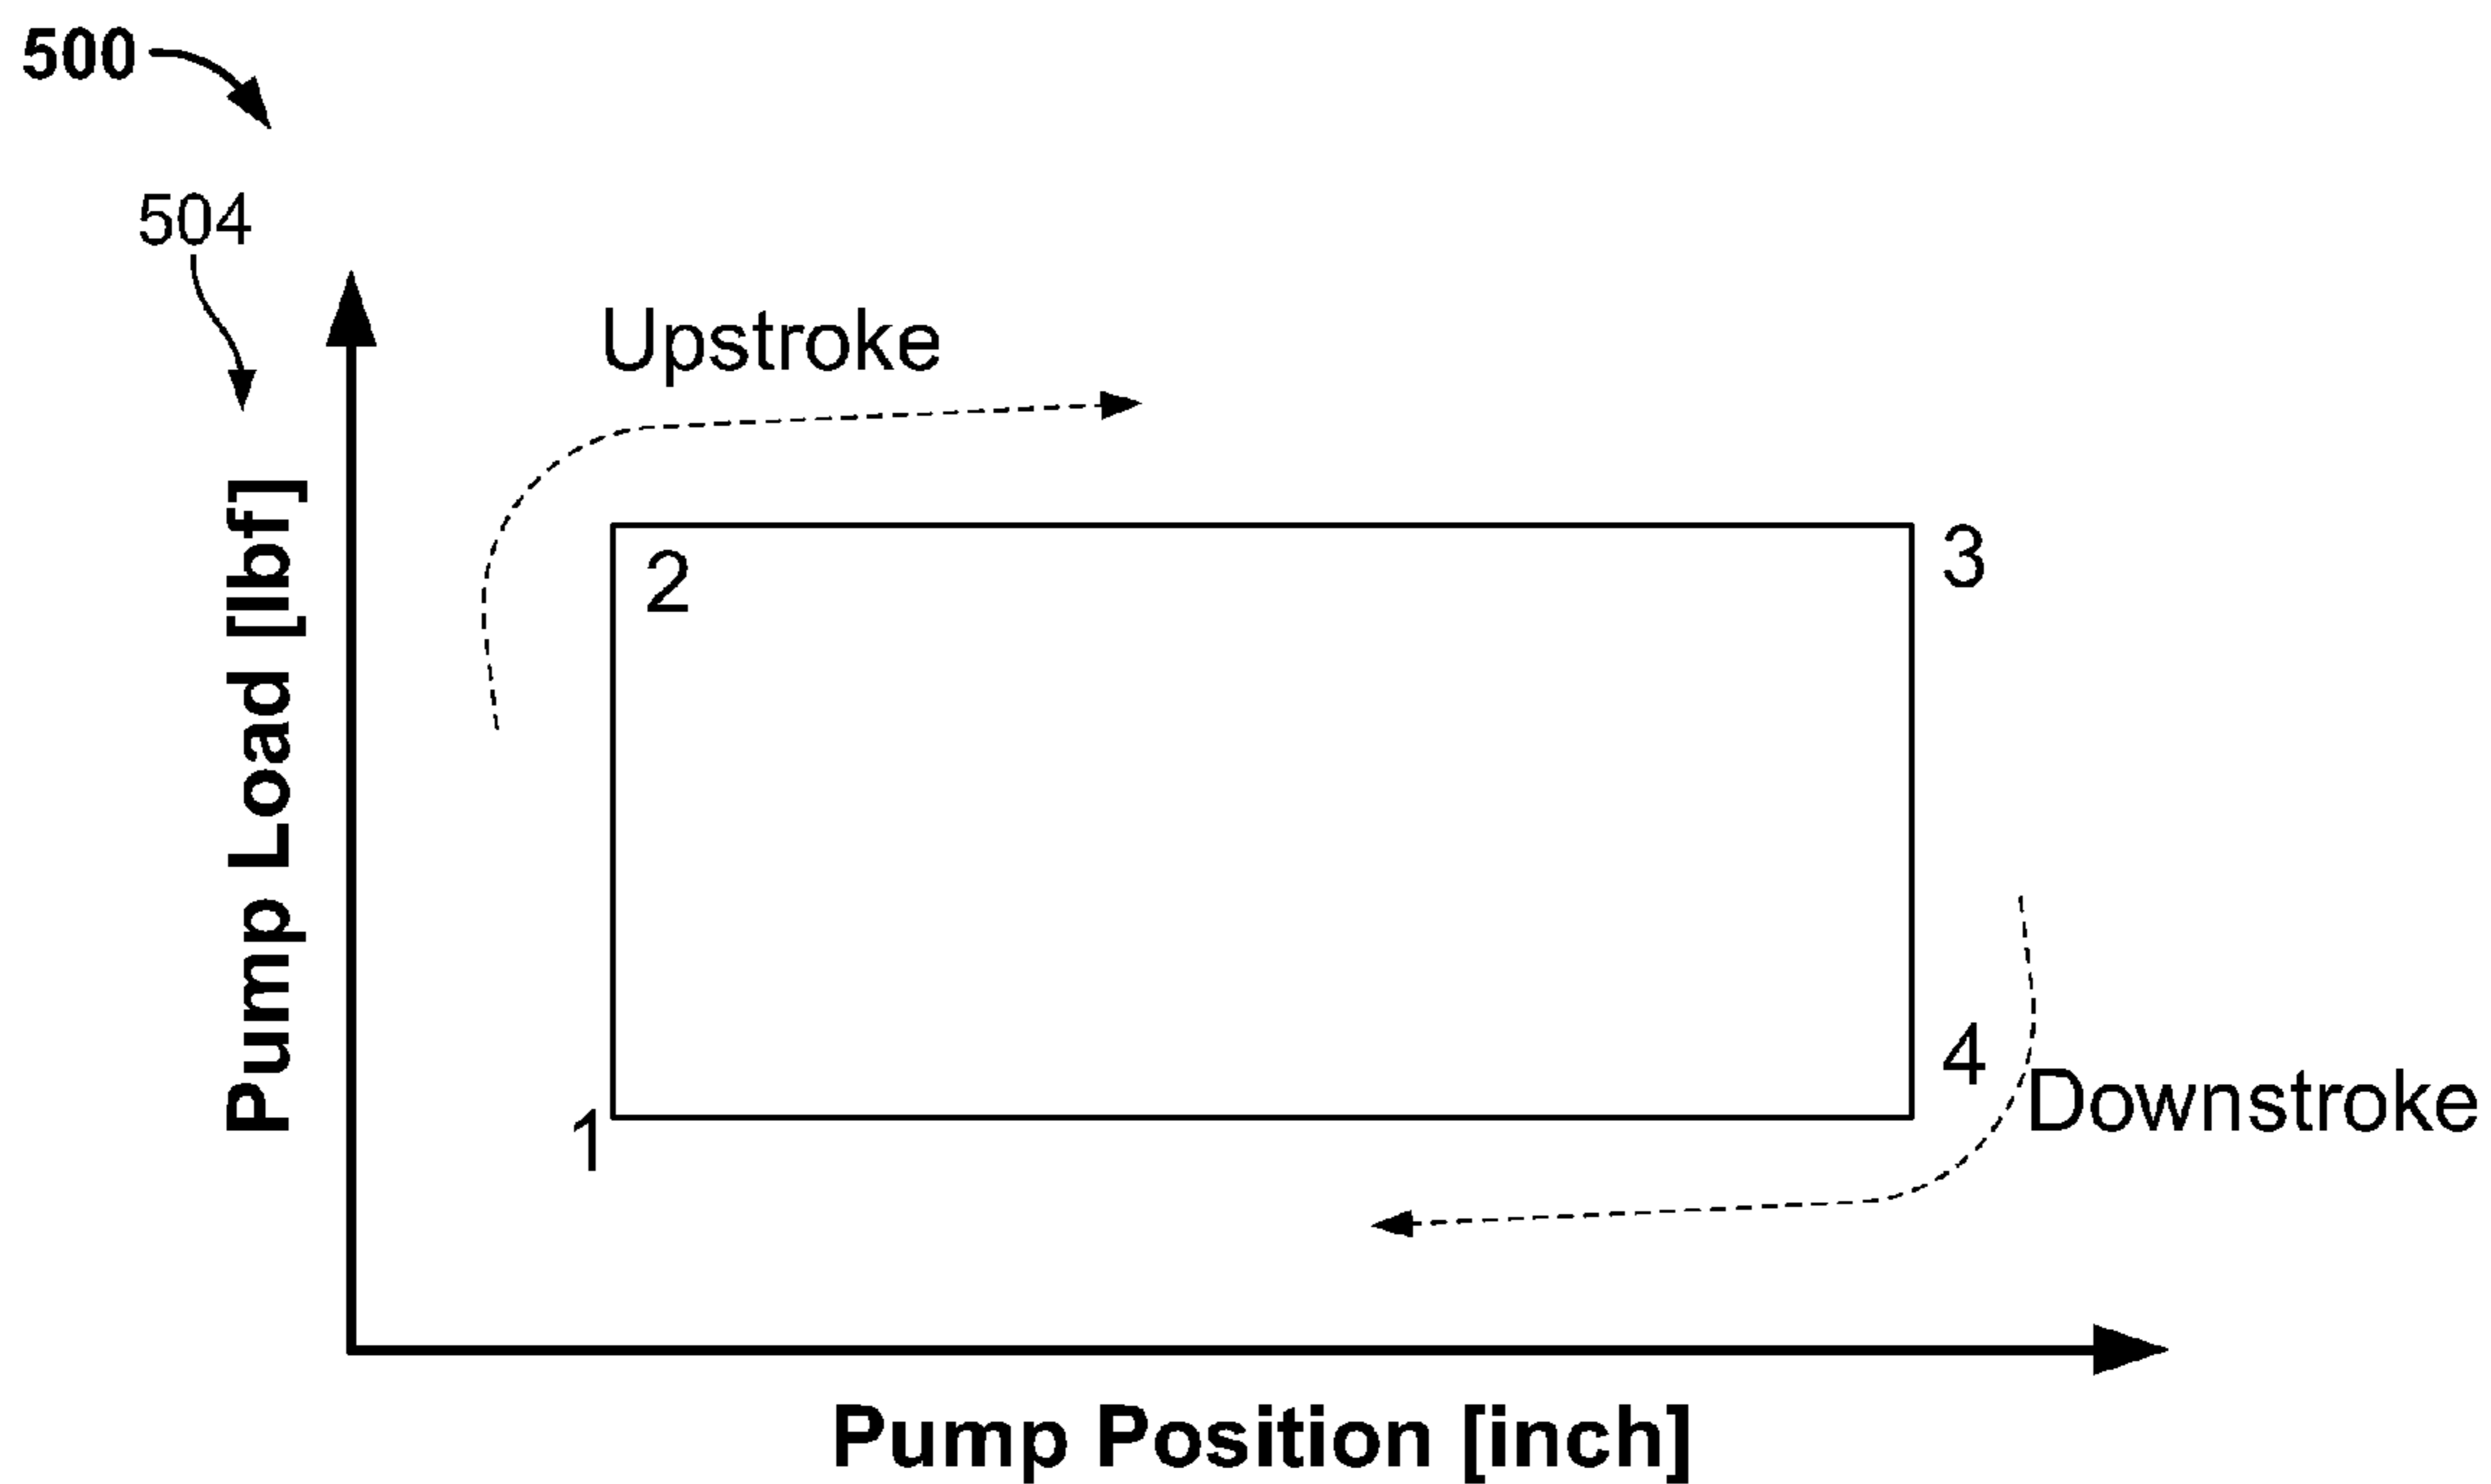 500
504
Upstroke
2
3
Pump Load [lbf]
4
Downstroke
1
Pump Position [inch]